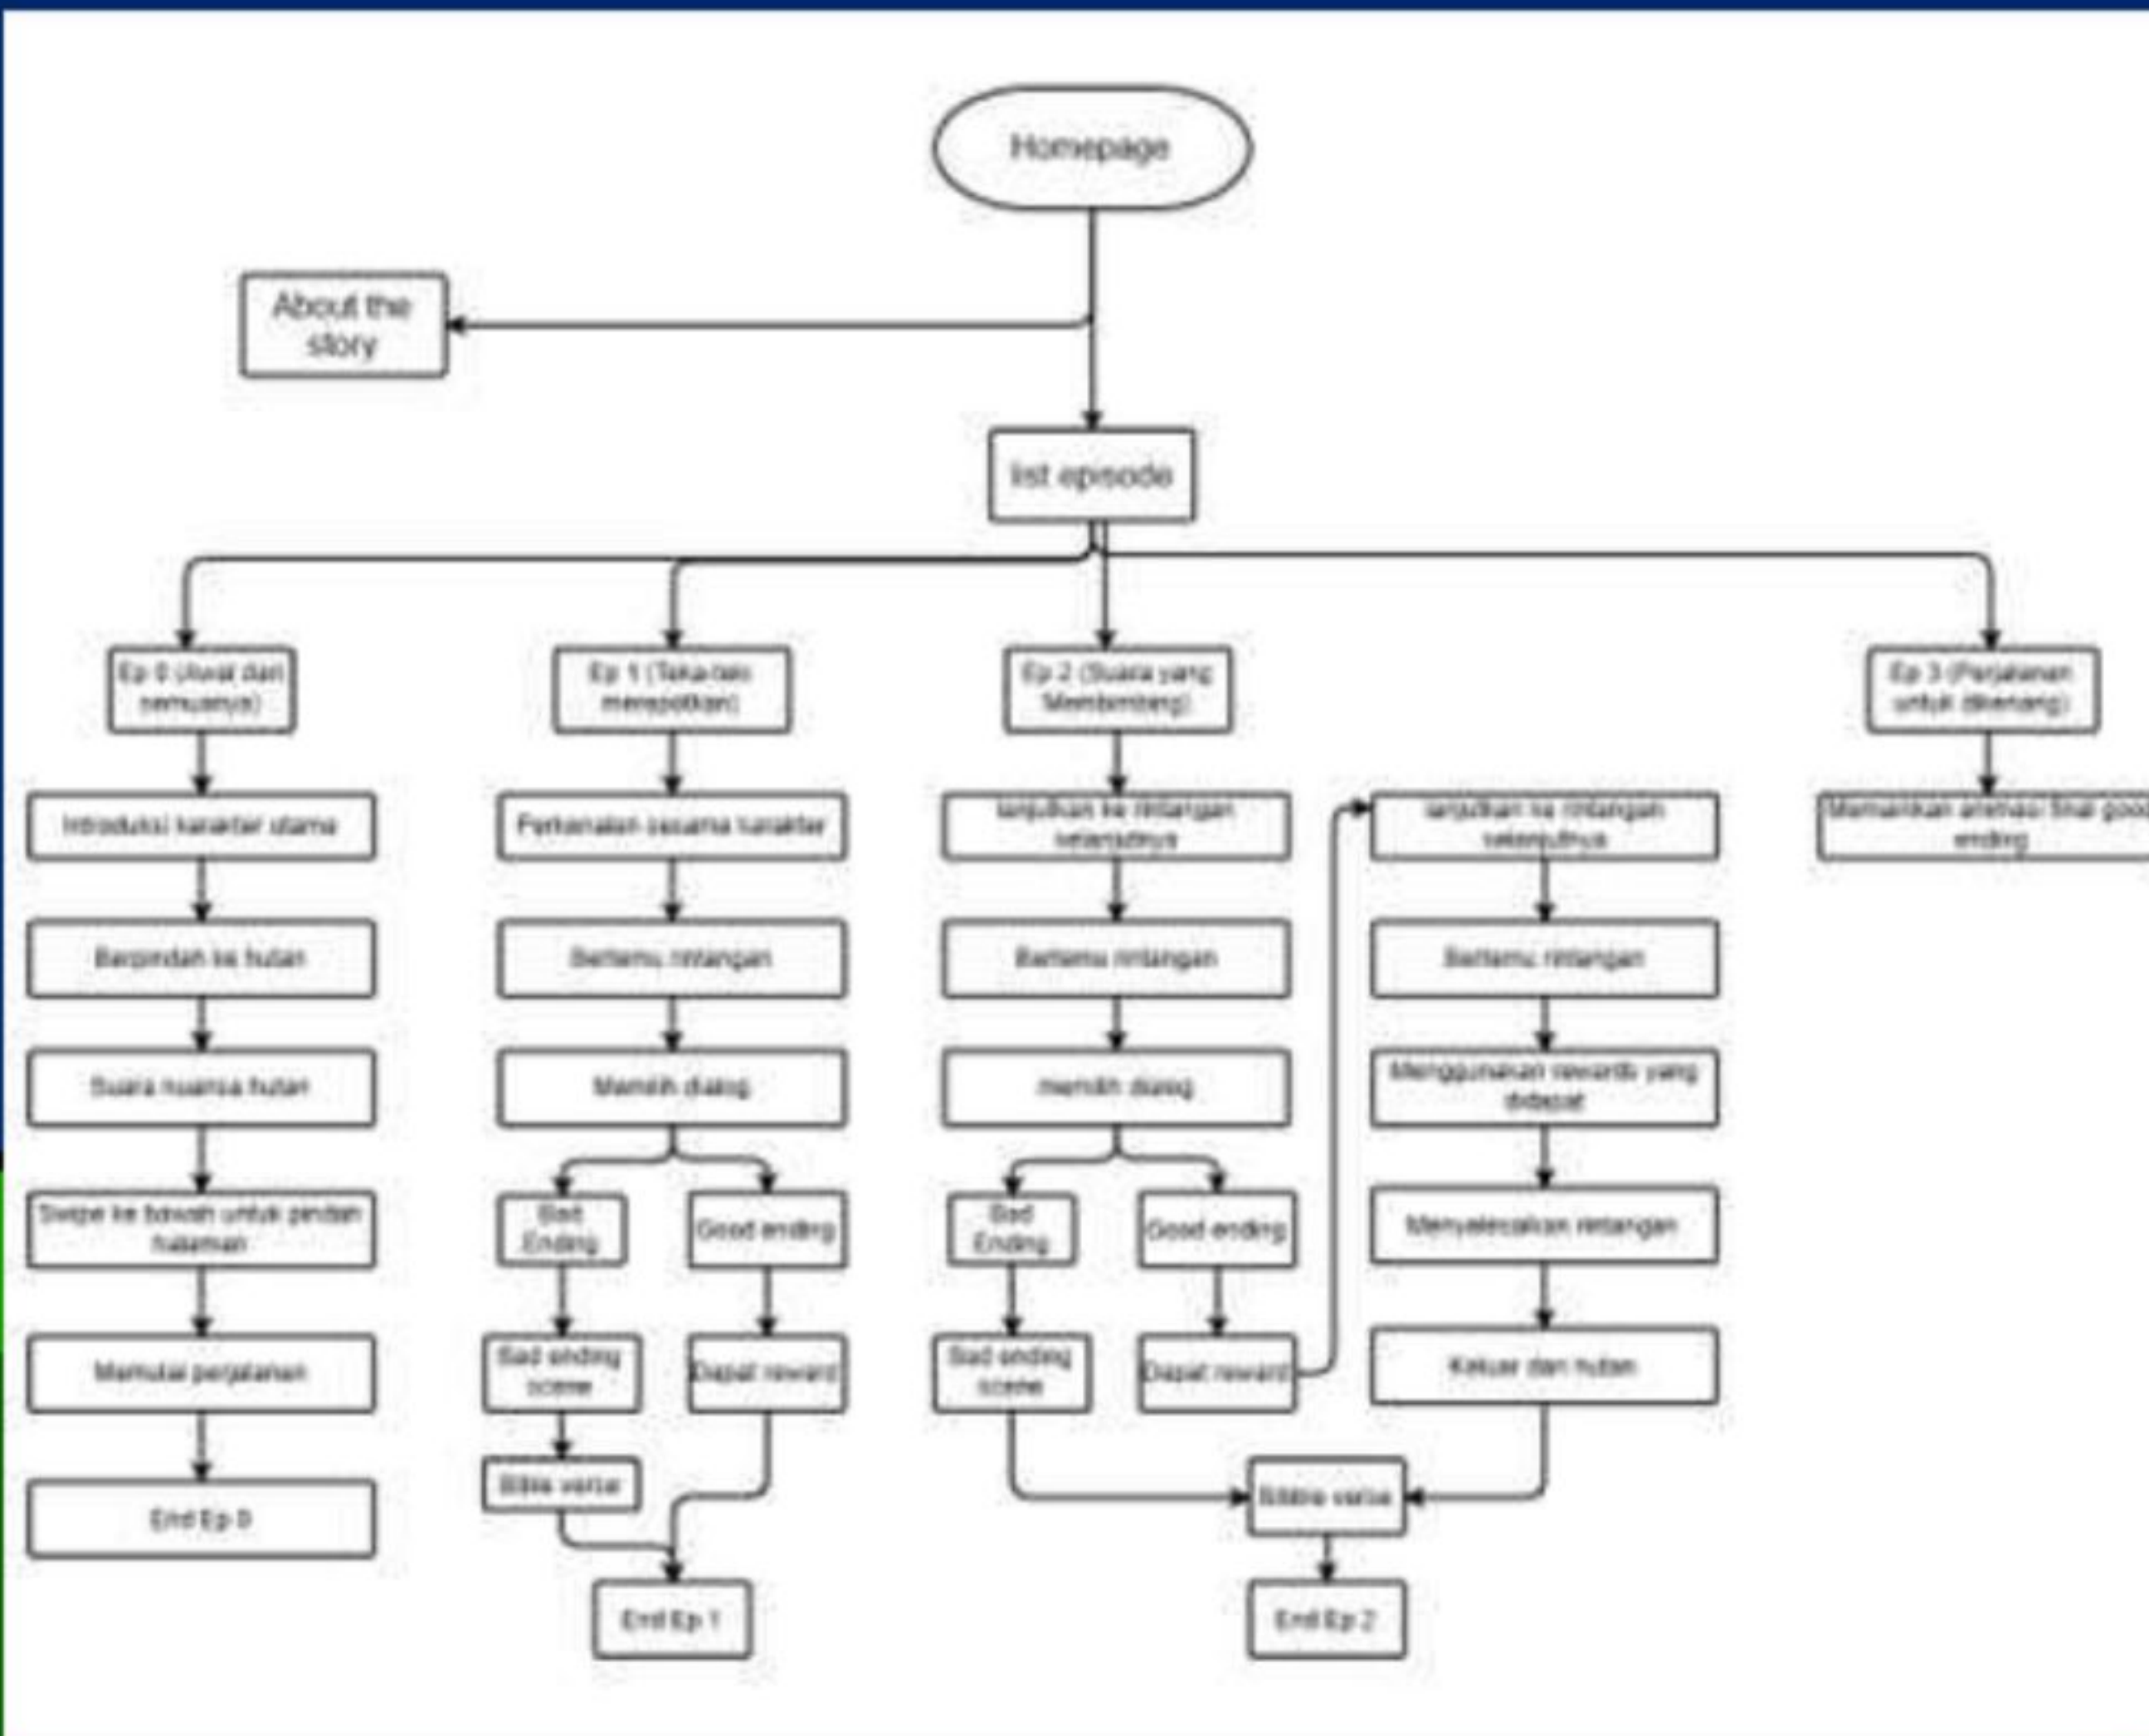 Homepage
About the
story
list episode
Ep 0 (Awal dari
semuanya)
Ep 1 (Teka-teki
merepotkan)
Ep 2 (Suara yang
Membimbing)
Ep 3 (Perjalanan
untuk dikenang)
Introduksi karakter utama
Perkenalan sesama karakter
lanjutkan ke rintangan
selanjutnya
lanjutkan ke rintangan
selanjutnya
Memainkan animasi final good
ending
Berpindah ke hutan
Bertemu rintangan
Bertemu rintangan
Bertemu rintangan
Suara nuansa hutan
Memilih dialog
memilih dialog
Menggunakan rewards yang
didapat
Swipe ke bawah untuk pindah
halaman
Bad
Ending
Good ending
Bad
Ending
Good ending
Menyelesaikan rintangan
Memulai perjalanan
Bad ending
scene
Dapat reward
Bad ending
scene
Dapat reward
Keluar dari hutan
Bible verse
End Ep 0
End Ep 1
End Ep 2